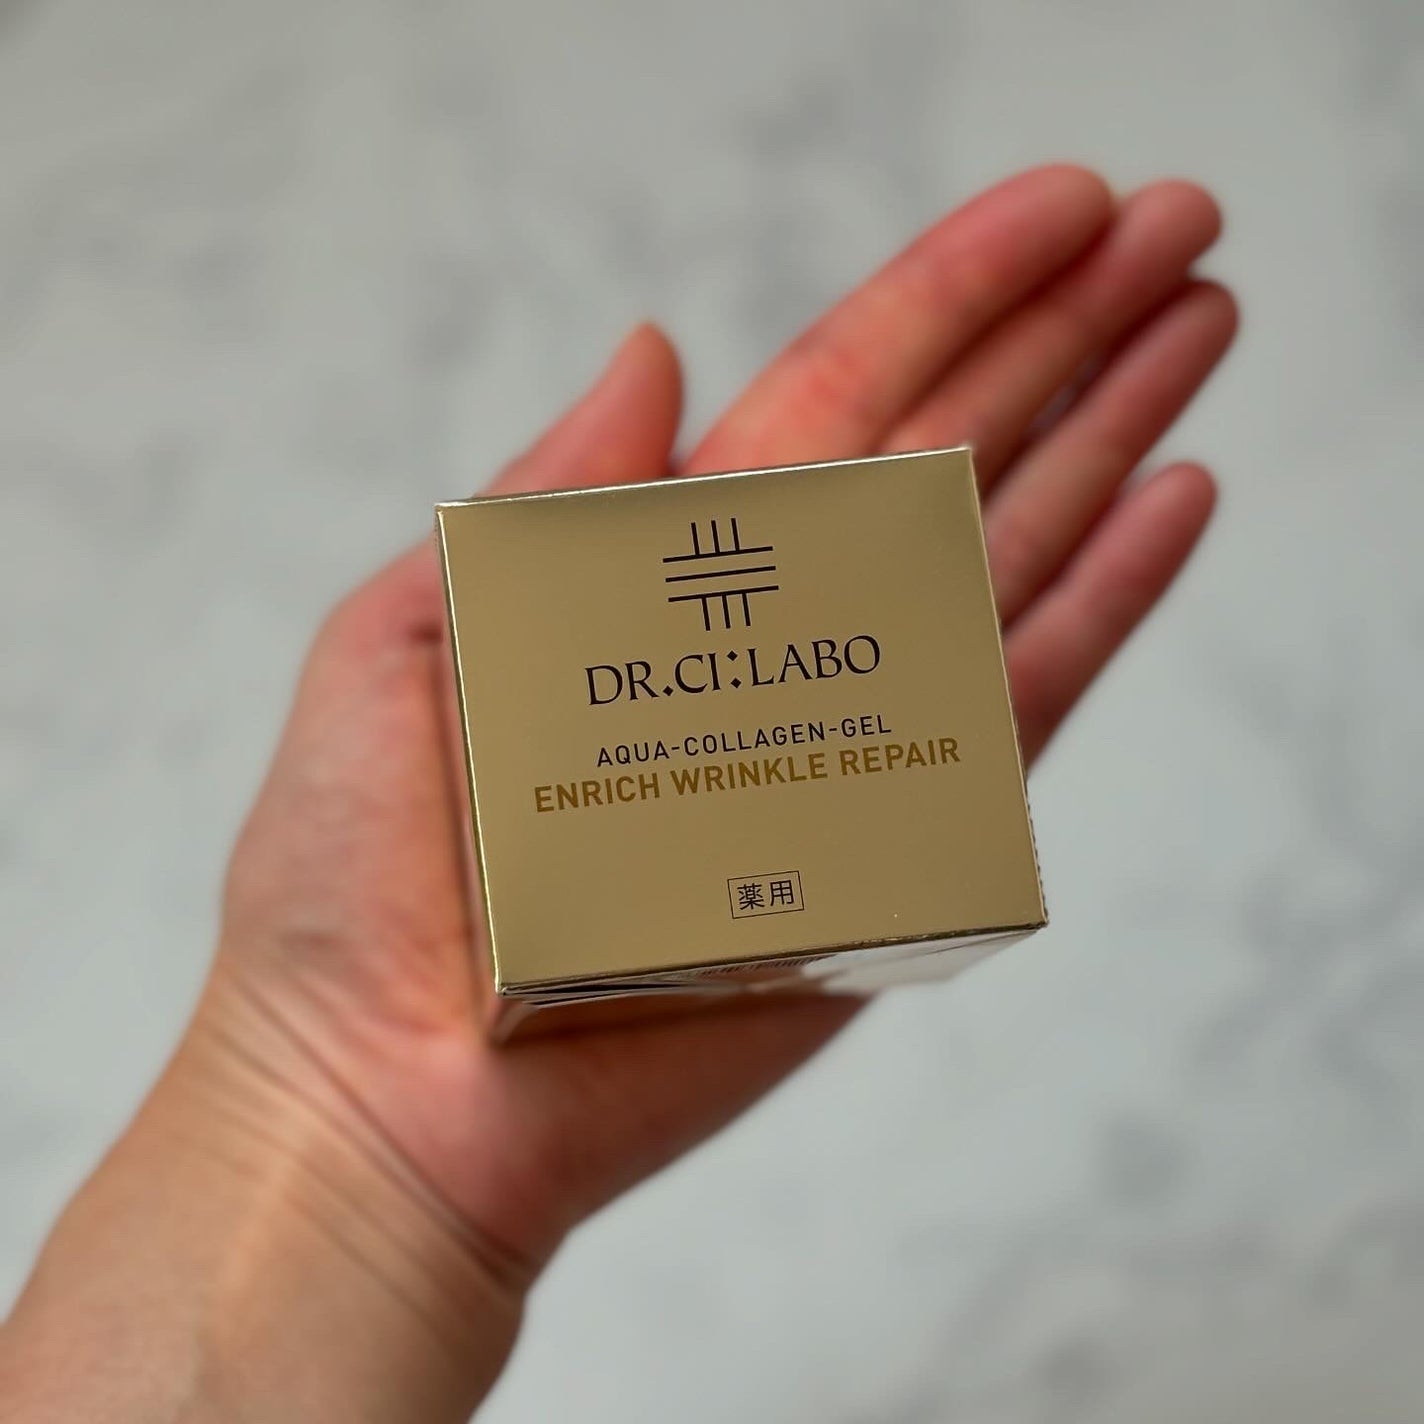 DR.CI:LABO
AQUA-COLLAGEN-GEL
ENRICH WRINKLE REPAIR
薬用